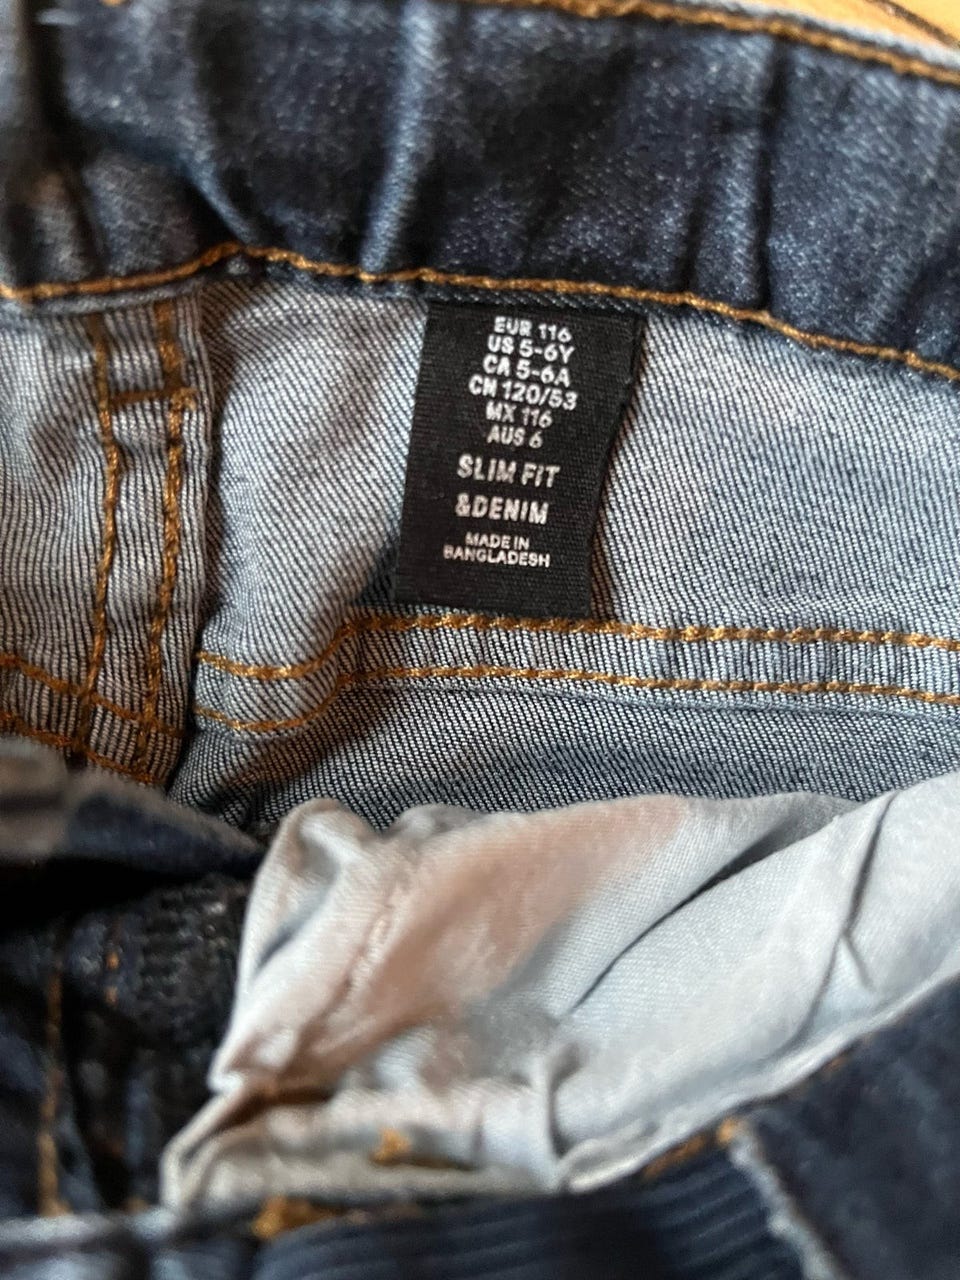 EUR 116
US 5-6Y
CA 5-6A
CN 120/53
MX 116
AUS 6
SLIM FIT
&DENIM
MADE IN
BANGLADESH